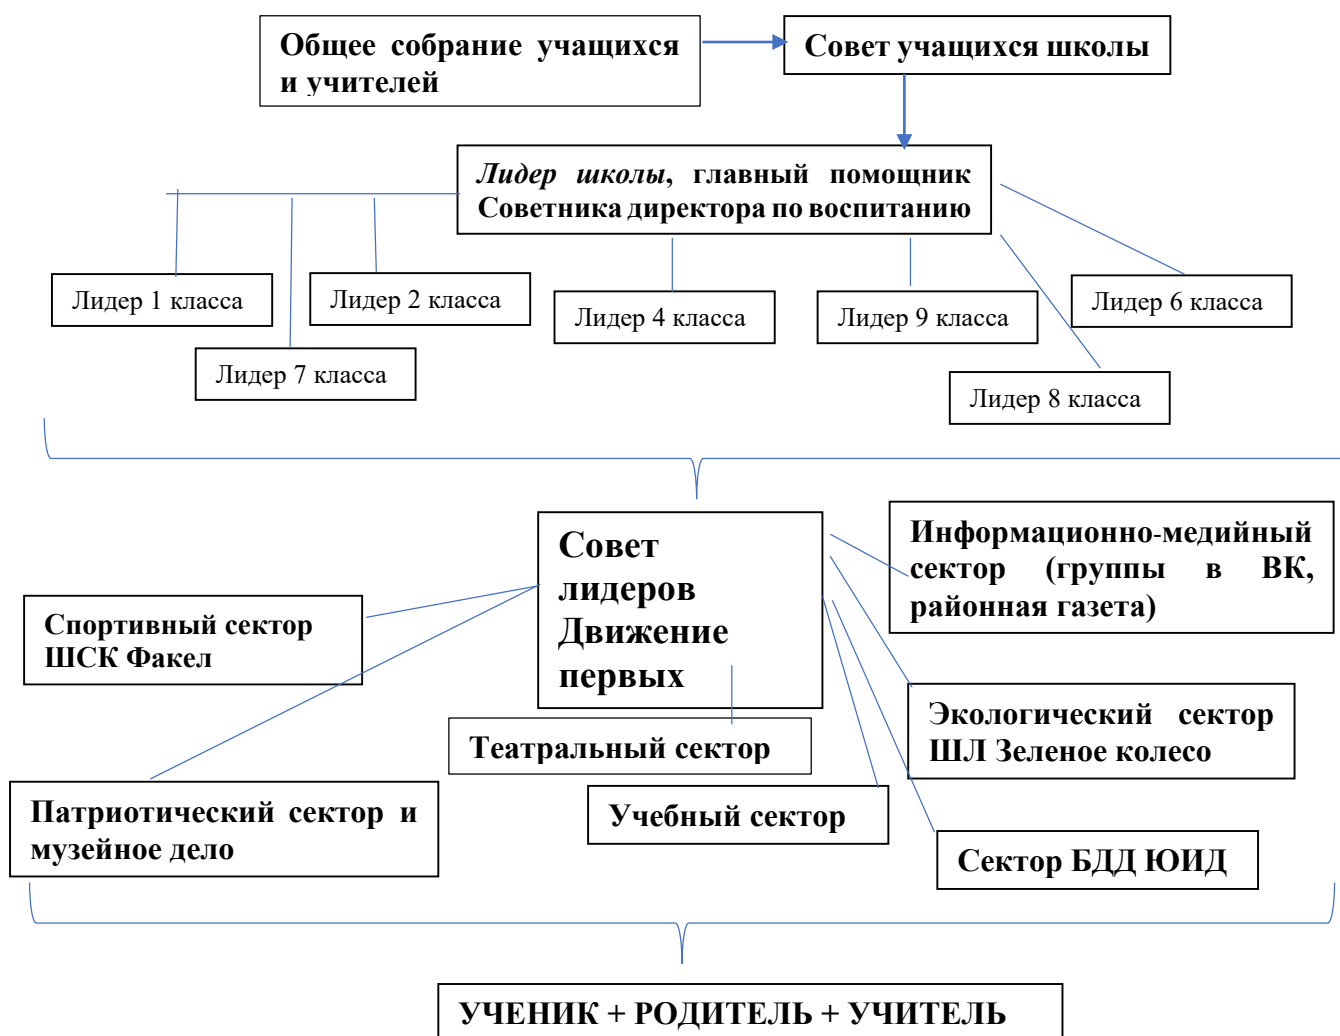 Общее собрание учащихся
и учителей
Совет учащихся школы
Лидер школы, главный помощник
Советника директора по воспитанию
Лидер 1 класса
Лидер 2 класса
Лидер 4 класса
Лидер 9 класса
Лидер 6 класса
Лидер 7 класса
Лидер 8 класса
Совет
лидеров
Движение
первых
Информационно-медийный
сектор (группы в ВК,
районная газета)
Спортивный сектор
ШСК Факел
Театральный сектор
Экологический сектор
ШЛ Зеленое колесо
Патриотический сектор и
музейное дело
Учебный сектор
Сектор БДД ЮИД
УЧЕНИК + РОДИТЕЛЬ + УЧИТЕЛЬ